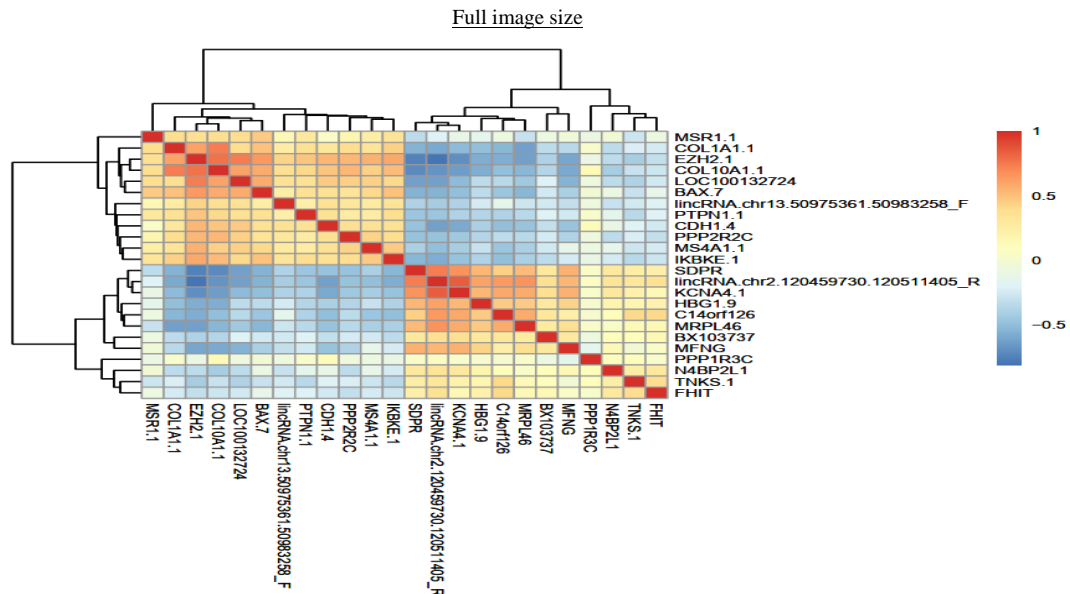 Full image size
MSR1.1
COL1A1.1
EZH2.1
COL10A1.1
LOC100132724
BAX.7
lincRNA.chr13.50975361.50983258_F
PTPN1.1
CDH1.4
PPP2R2C
MS4A1.1
IKBKE.1
SDPR
lincRNA.chr2.120459730.120511405_R
KCNA4.1
HBG1.9
C14orf126
MRPL46
BX103737
MFNG
PPP1R3C
N4BP2L1
TNKS.1
FHIT
1
0.5
0
−0.5
MSR1.1
COL1A1.1
EZH2.1
COL10A1.1
LOC100132724
BAX.7
lincRNA.chr13.50975361.50983258_F
PTPN1.1
CDH1.4
PPP2R2C
MS4A1.1
IKBKE.1
SDPR
lincRNA.chr2.120459730.120511405_R
KCNA4.1
HBG1.9
C14orf126
MRPL46
BX103737
MFNG
PPP1R3C
N4BP2L1
TNKS.1
FHIT